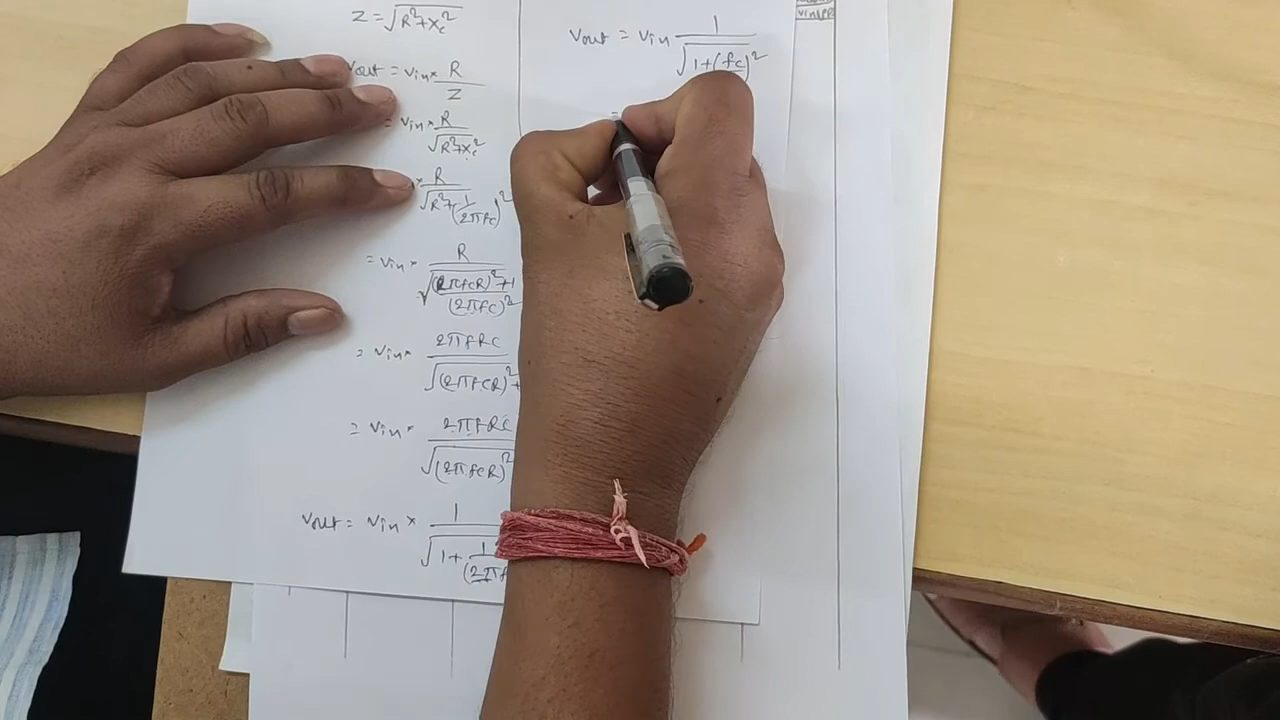 Z = √R²+Xc²
Vout = Vin * R
Z
= Vin * R
√R²+Xc²
* R
√R²+(1/2πfc)²
= Vin * R
√(2πfCR)²+1
(2πfc)²
= Vin * 2πfRC
√(2πfCR)²+
= Vin * 2πfRC
√(2πfCR)²
Vout = Vin * 1
√1+ 1
(2πf
Vout = Vin 1
√1+(fc)²
=